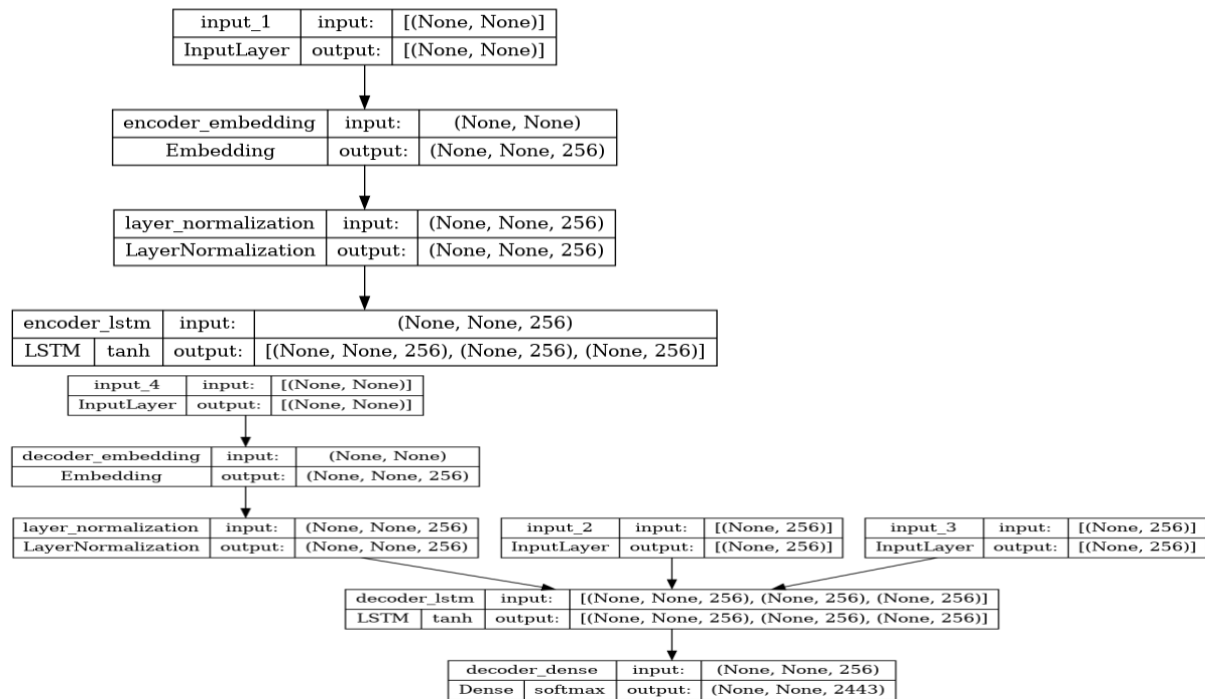 input_1 input: [(None, None)]
InputLayer output: [(None, None)]
encoder_embedding input: (None, None)
Embedding output: (None, None, 256)
layer_normalization input: (None, None, 256)
LayerNormalization output: (None, None, 256)
encoder_lstm input: (None, None, 256)
LSTM tanh output: [(None, None, 256), (None, 256), (None, 256)]
input_4 input: [(None, None)]
InputLayer output: [(None, None)]
decoder_embedding input: (None, None)
Embedding output: (None, None, 256)
layer_normalization input: (None, None, 256) input_2 input: [(None, 256)] input_3 input: [(None, 256)]
LayerNormalization output: (None, None, 256) InputLayer output: [(None, 256)] InputLayer output: [(None, 256)]
decoder_lstm input: [(None, None, 256), (None, 256), (None, 256)]
LSTM tanh output: [(None, None, 256), (None, 256), (None, 256)]
decoder_dense input: (None, None, 256)
Dense softmax output: (None, None, 2443)